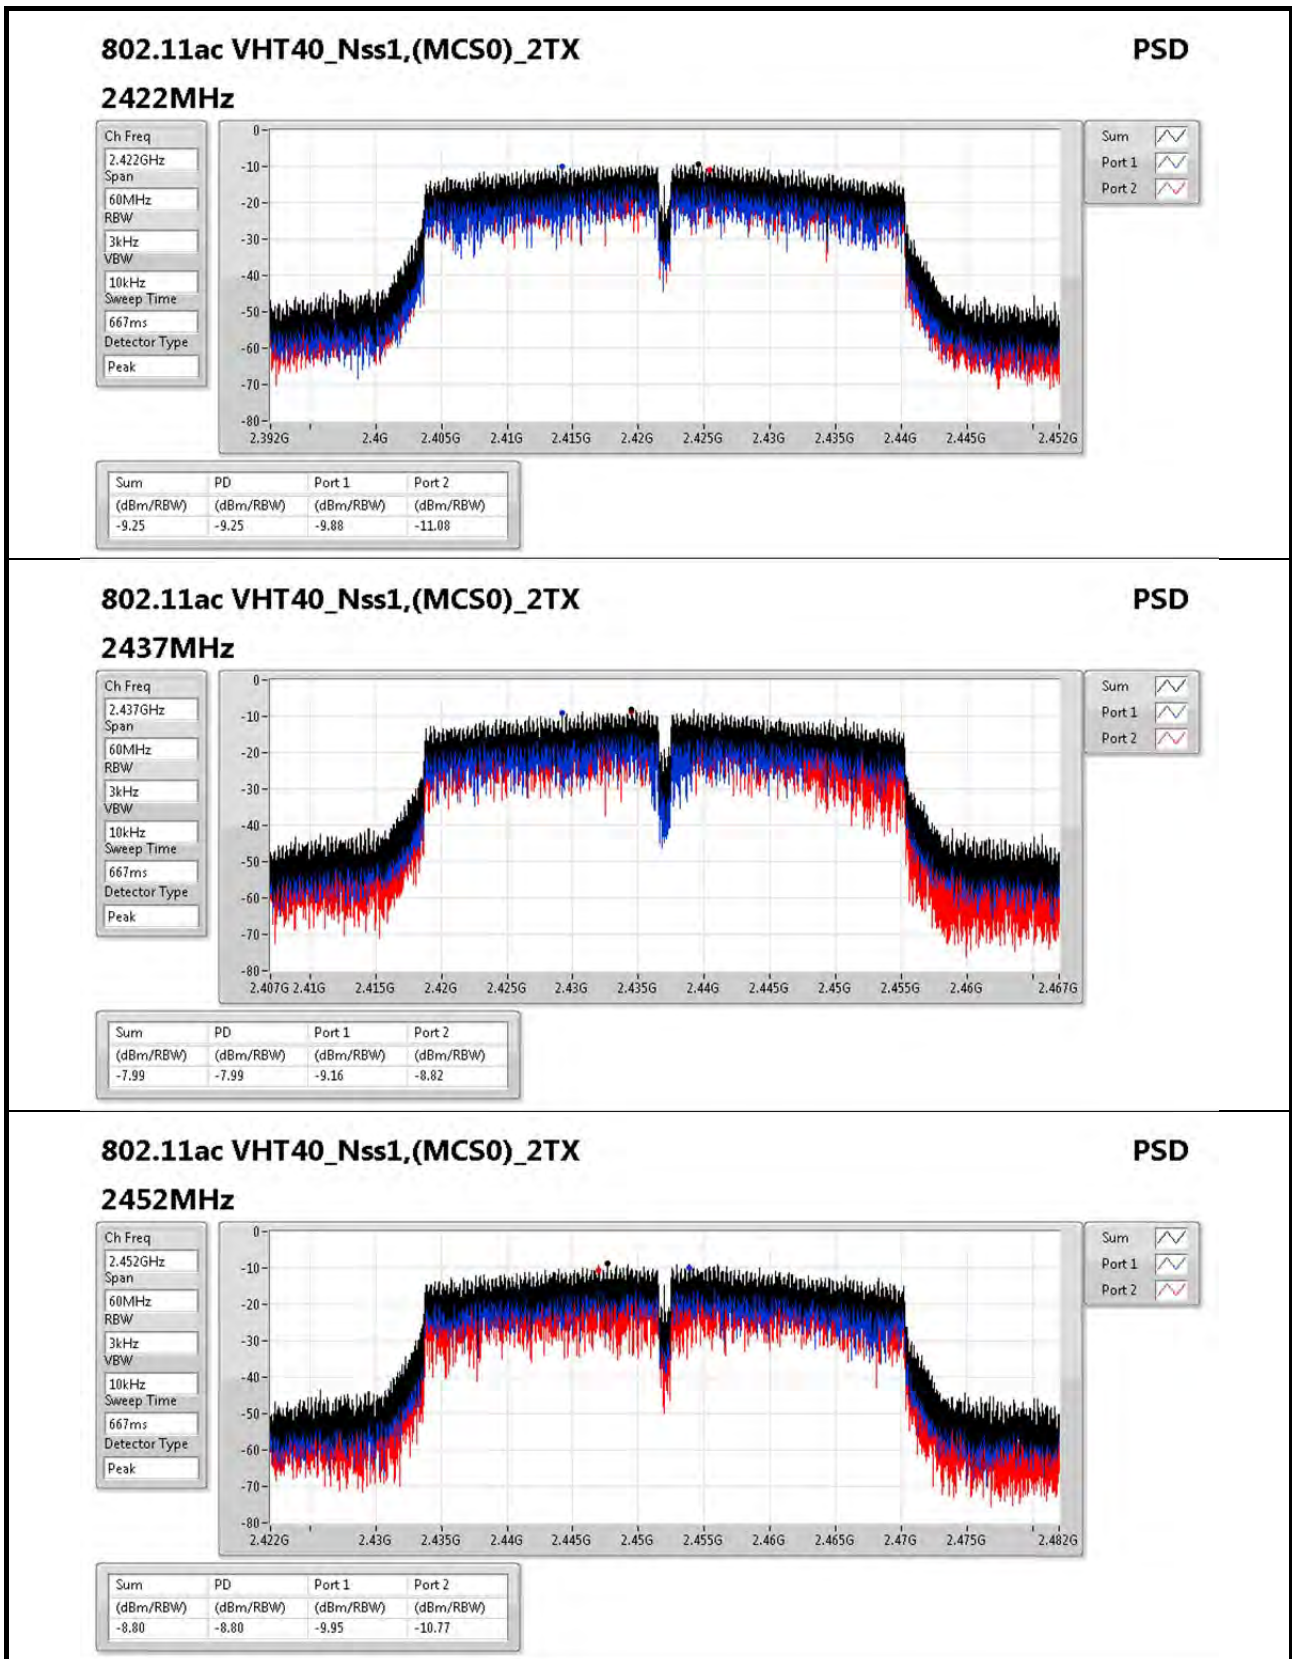 802.11ac VHT40_Nss1,(MCS0)_2TX PSD
2422MHz
Ch Freq
2.422GHz
Span
60MHz
RBW
3kHz
VBW
10kHz
Sweep Time
667ms
Detector Type
Peak
0
-10
-20
-30
-40
-50
-60
-70
-80
2.392G 2.4G 2.405G 2.41G 2.415G 2.42G 2.425G 2.43G 2.435G 2.44G 2.445G 2.452G
Sum
Port 1
Port 2
Sum PD Port 1 Port 2
(dBm/RBW) (dBm/RBW) (dBm/RBW) (dBm/RBW)
-9.25 -9.25 -9.88 -11.08
802.11ac VHT40_Nss1,(MCS0)_2TX PSD
2437MHz
Ch Freq
2.437GHz
Span
60MHz
RBW
3kHz
VBW
10kHz
Sweep Time
667ms
Detector Type
Peak
0
-10
-20
-30
-40
-50
-60
-70
-80
2.407G 2.41G 2.415G 2.42G 2.425G 2.43G 2.435G 2.44G 2.445G 2.45G 2.455G 2.46G 2.467G
Sum
Port 1
Port 2
Sum PD Port 1 Port 2
(dBm/RBW) (dBm/RBW) (dBm/RBW) (dBm/RBW)
-7.99 -7.99 -9.16 -8.82
802.11ac VHT40_Nss1,(MCS0)_2TX PSD
2452MHz
Ch Freq
2.452GHz
Span
60MHz
RBW
3kHz
VBW
10kHz
Sweep Time
667ms
Detector Type
Peak
0
-10
-20
-30
-40
-50
-60
-70
-80
2.422G 2.43G 2.435G 2.44G 2.445G 2.45G 2.455G 2.46G 2.465G 2.47G 2.475G 2.482G
Sum
Port 1
Port 2
Sum PD Port 1 Port 2
(dBm/RBW) (dBm/RBW) (dBm/RBW) (dBm/RBW)
-8.80 -8.80 -9.95 -10.77